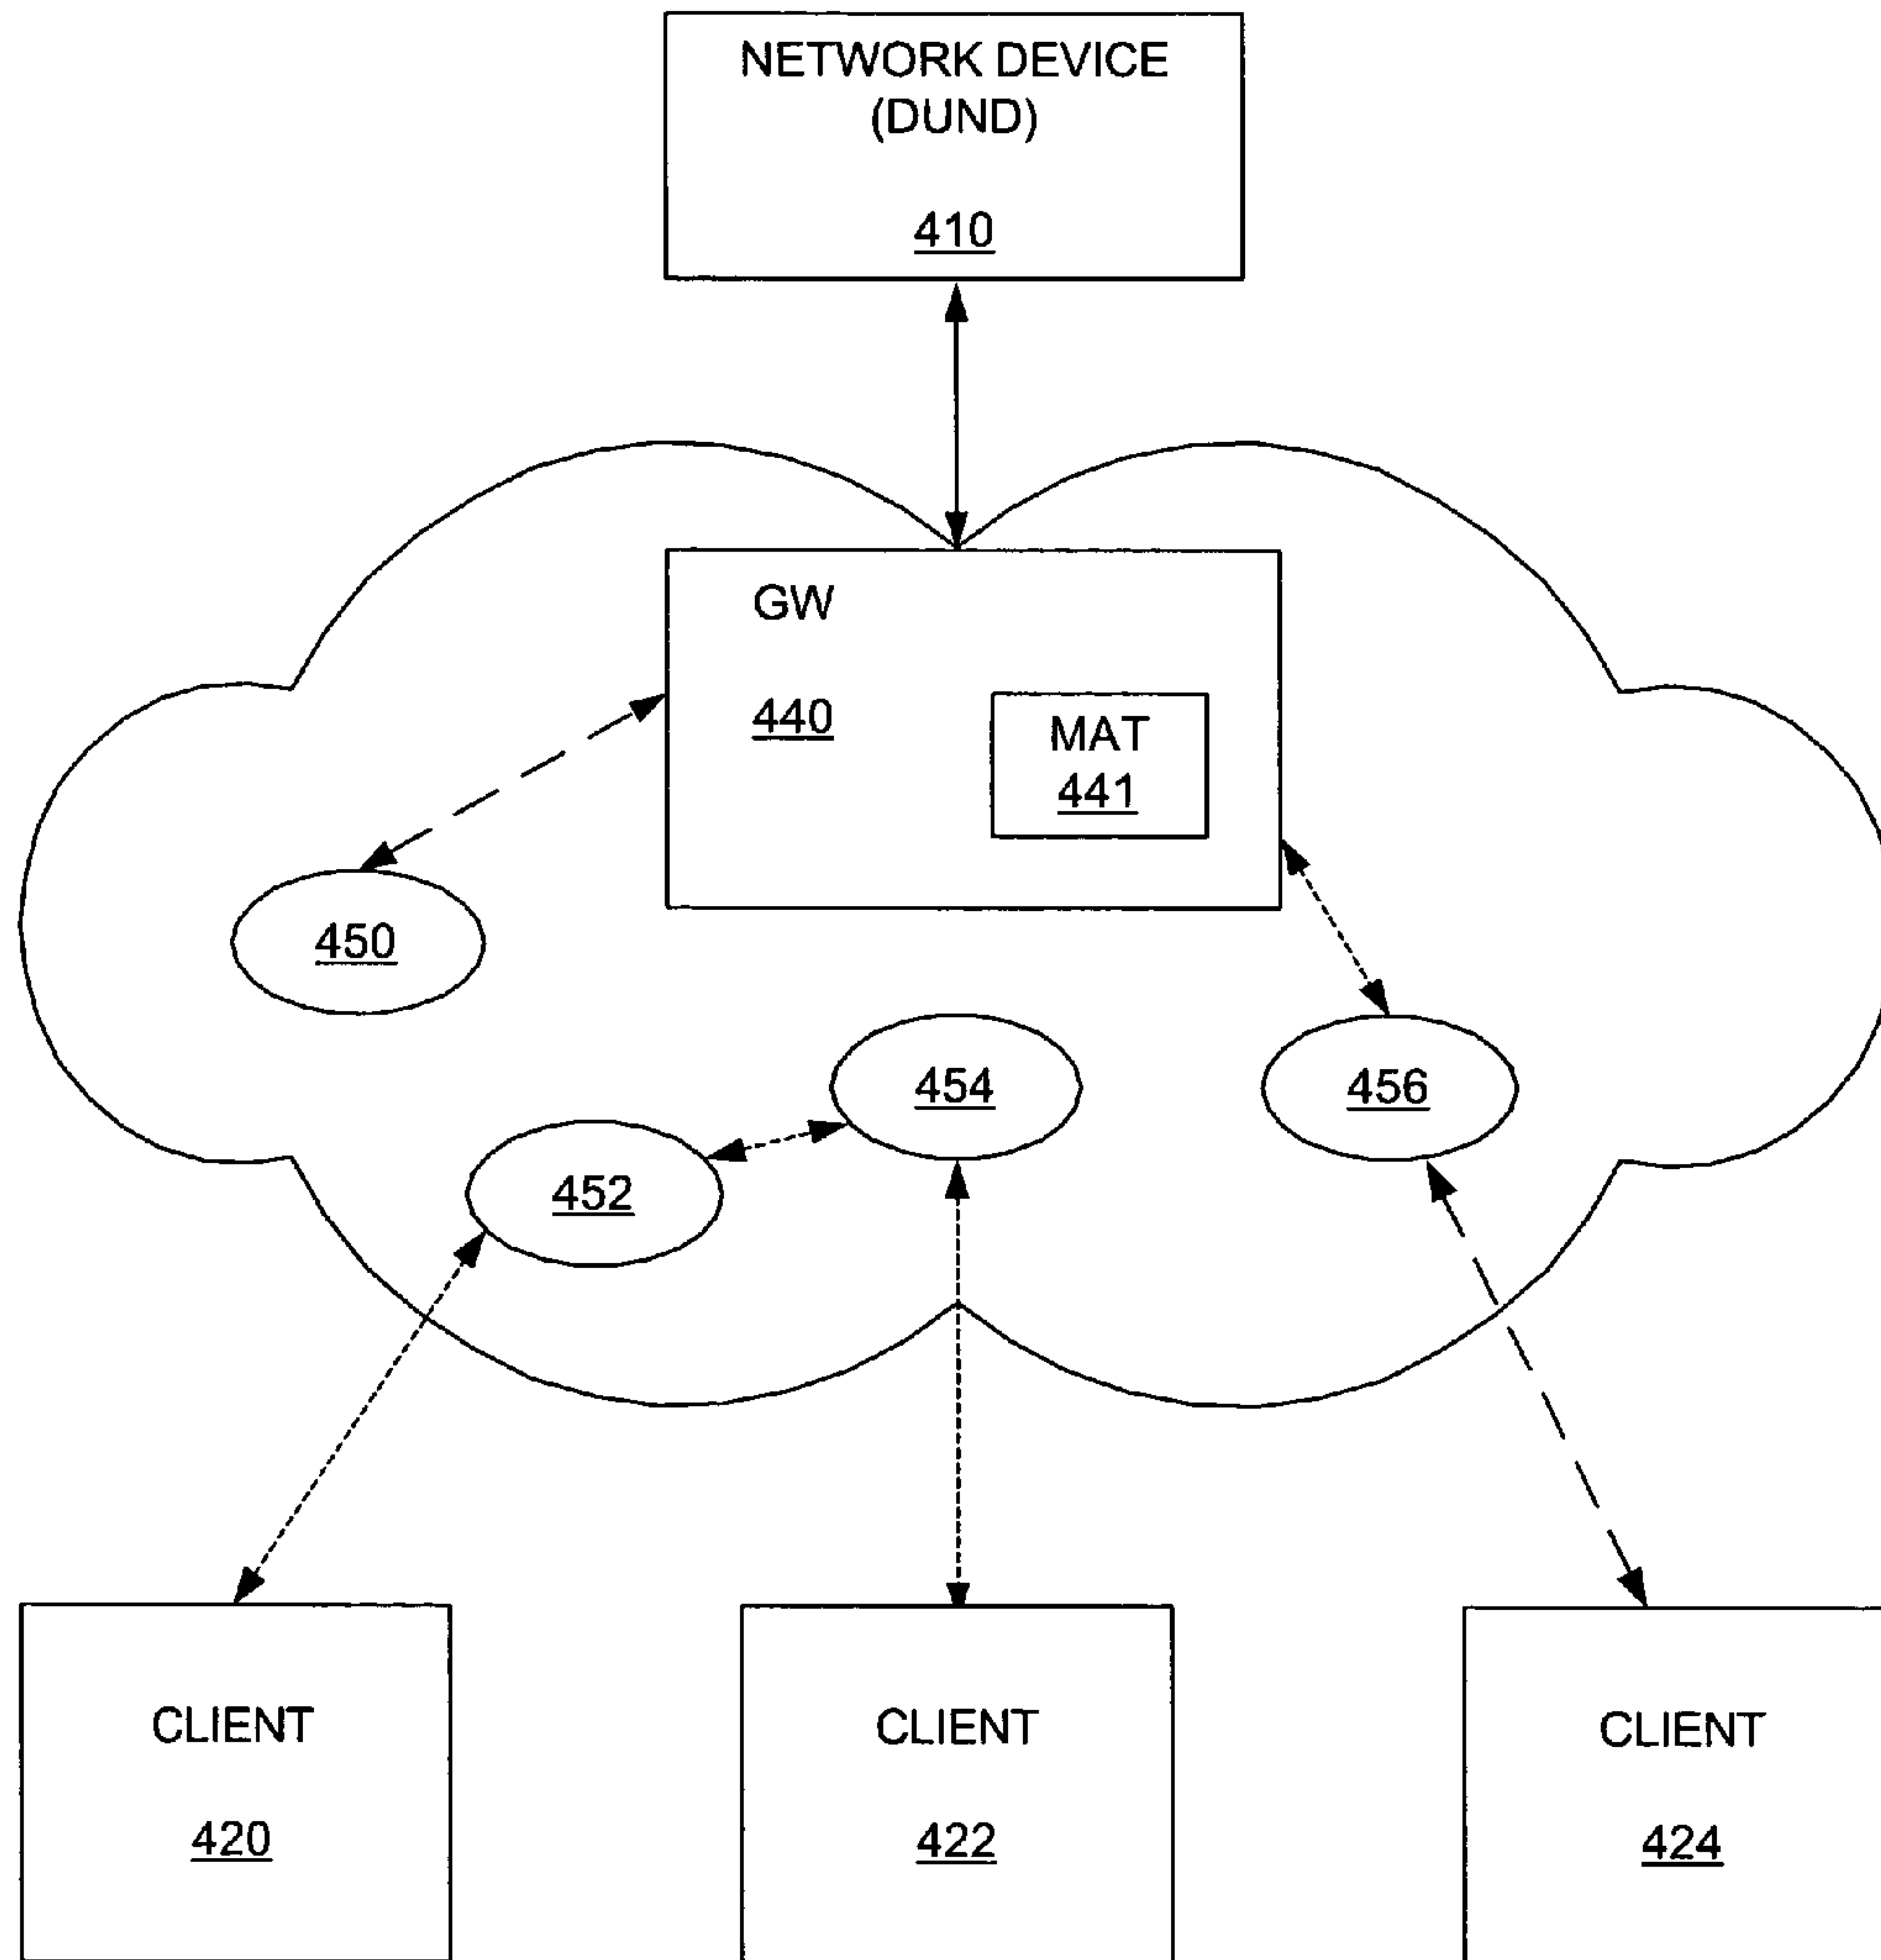 NETWORK DEVICE
(DUND)
410
GW
440
MAT
441
450
454
456
452
CLIENT
420
CLIENT
422
CLIENT
424